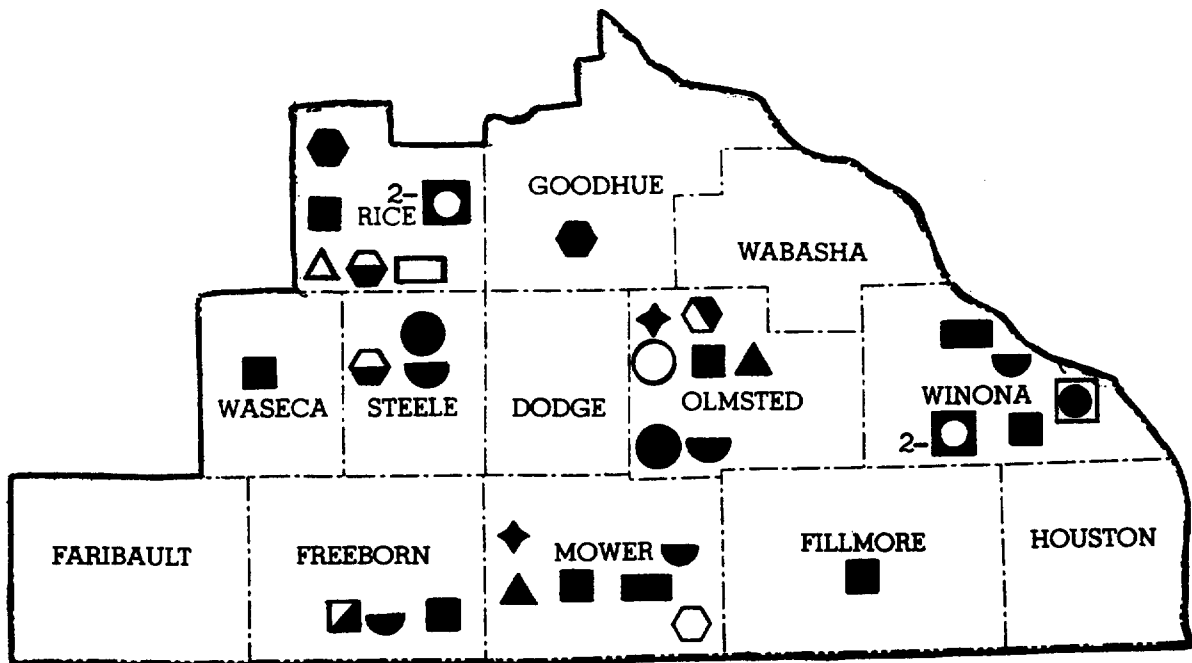 GOODHUE
2-
RICE
WABASHA
WASECA
STEELE
DODGE
OLMSTED
WINONA
2-
FARIBAULT
FREEBORN
MOWER
FILLMORE
HOUSTON